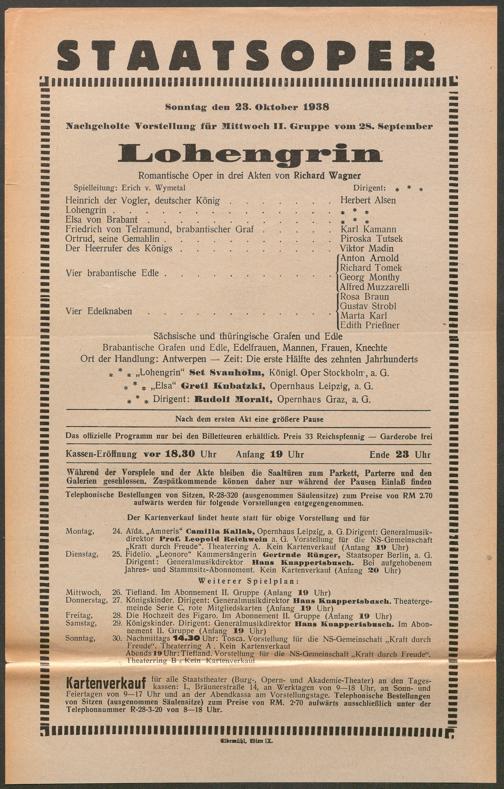 STAATSOPER
Sonntag den 23. Oktober 1938
Nachgeholte Vorstellung für Mittwoch II. Gruppe vom 28. September
Lohengrin
Romantische Oper in drei Akten von Richard Wagner
Spielleitung: Erich v. Wymetal Dirigent: * * *
Heinrich der Vogler, deutscher König . . . . . . . Herbert Alsen
Lohengrin . . . . . . . . . . . . * * *
Elsa von Brabant . . . . . . . . . . * * *
Friedrich von Telramund, brabantischer Graf . . . . . Karl Kamann
Ortrud, seine Gemahlin . . . . . . . . . . Piroska Tutsek
Der Heerrufer des Königs . . . . . . . . . Viktor Madin
Vier brabantische Edle . . . . . . . . . . Anton Arnold
Richard Tomek
Georg Monthy
Alfred Muzzarelli
Vier Edelknaben . . . . . . . . . . . Rosa Braun
Gustav Strobl
Marta Karl
Edith Prießner
Sächsische und thüringische Grafen und Edle
Brabantische Grafen und Edle, Edelfrauen, Mannen, Frauen, Knechte
Ort der Handlung: Antwerpen — Zeit: Die erste Hälfte des zehnten Jahrhunderts
* * * „Lohengrin" Set Svanholm, Königl. Oper Stockholm, a. G.
* * * „Elsa" Gretl Kubatzki, Opernhaus Leipzig, a. G.
* * * Dirigent: Rudolf Moralt, Opernhaus Graz, a. G.
Nach dem ersten Akt eine größere Pause
Das offizielle Programm nur bei den Billetteuren erhältlich. Preis 33 Reichspfennig — Garderobe frei
Kassen-Eröffnung vor 18.30 Uhr Anfang 19 Uhr Ende 23 Uhr
Während der Vorspiele und der Akte bleiben die Saaltüren zum Parkett, Parterre und den
Galerien geschlossen. Zuspätkommende können daher nur während der Pausen Einlaß finden
Telephonische Bestellungen von Sitzen, R-28-320 (ausgenommen Säulensitze) zum Preise von RM 2.70
aufwärts werden für folgende Vorstellungen entgegengenommen.
Der Kartenverkauf findet heute statt für obige Vorstellung und für
Montag, 24. Aïda. „Amneris" Camilla Kallab, Opernhaus Leipzig, a. G. Dirigent: Generalmusik-
direktor Prof. Leopold Reichwein a. G. Vorstellung für die NS-Gemeinschaft
„Kraft durch Freude". Theaterring A. Kein Kartenverkauf (Anfang 19 Uhr)
Dienstag, 25. Fidelio. „Leonore" Kammersängerin Gertrude Rünger, Staatsoper Berlin, a. G.
Dirigent: Generalmusikdirektor Hans Knappertsbusch. Bei aufgehobenem
Jahres- und Stammsitz-Abonnement. Kein Kartenverkauf (Anfang 20 Uhr)
Weiterer Spielplan:
Mittwoch, 26. Tiefland. Im Abonnement II. Gruppe (Anfang 19 Uhr)
Donnerstag, 27. Königskinder. Dirigent: Generalmusikdirektor Hans Knappertsbusch. Theaterge-
meinde Serie C, rote Mitgliedskarten (Anfang 19 Uhr)
Freitag, 28. Die Hochzeit des Figaro. Im Abonnement II. Gruppe (Anfang 19 Uhr)
Samstag, 29. Königskinder. Dirigent: Generalmusikdirektor Hans Knappertsbusch. Im Abon-
nement II. Gruppe (Anfang 19 Uhr)
Sonntag, 30. Nachmittags 14.30 Uhr: Tosca. Vorstellung für die NS-Gemeinschaft „Kraft durch
Freude", Theaterring A. Kein Kartenverkauf
Abends 19 Uhr: Tiefland. Vorstellung für die NS-Gemeinschaft „Kraft durch Freude",
Theaterring B. Kein Kartenverkauf
Kartenverkauf für alle Staatstheater (Burg-, Opern- und Akademie-Theater) an den Tages-
kassen: I., Bräunerstraße 14, an Werktagen von 9—18 Uhr, an Sonn- und
Feiertagen von 9—17 Uhr und an der Abendkassa am Vorstellungstage. Telephonische Bestellungen
von Sitzen (ausgenommen Säulensitze) zum Preise von RM. 2.70 aufwärts ausschließlich unter der
Telephonnummer R-28-3-20 von 8—18 Uhr.
Elbemühl, Wien IX.